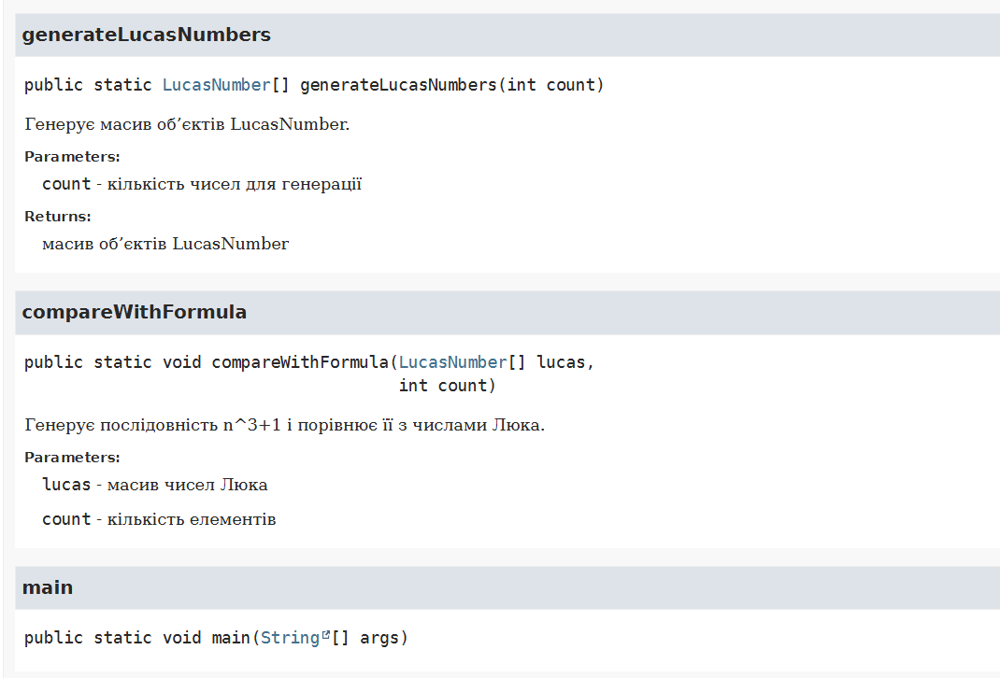 generateLucasNumbers
public static LucasNumber[] generateLucasNumbers(int count)
Генерує масив об’єктів LucasNumber.
Parameters:
count - кількість чисел для генерації
Returns:
масив об’єктів LucasNumber
compareWithFormula
public static void compareWithFormula(LucasNumber[] lucas,
int count)
Генерує послідовність n^3+1 і порівнює її з числами Люка.
Parameters:
lucas - масив чисел Люка
count - кількість елементів
main
public static void main(String[] args)